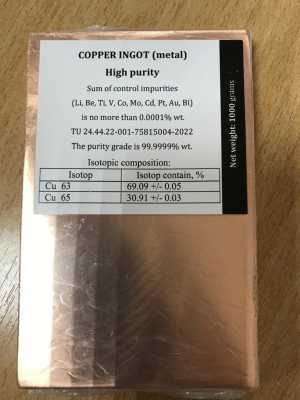 COPPER INGOT (metal)
High purity
Sum of control impurities
(Li, Be, Ti, V, Co, Mo, Cd, Pt, Au, Bi)
is no more than 0.0001% wt.
TU 24.44.22-001-75815004-2022
The purity grade is 99.9999% wt.
Isotopic composition:
Isotop Isotop contain, %
Cu 63 69.09 +/- 0.05
Cu 65 30.91 +/- 0.03
Net weight: 1000 grams